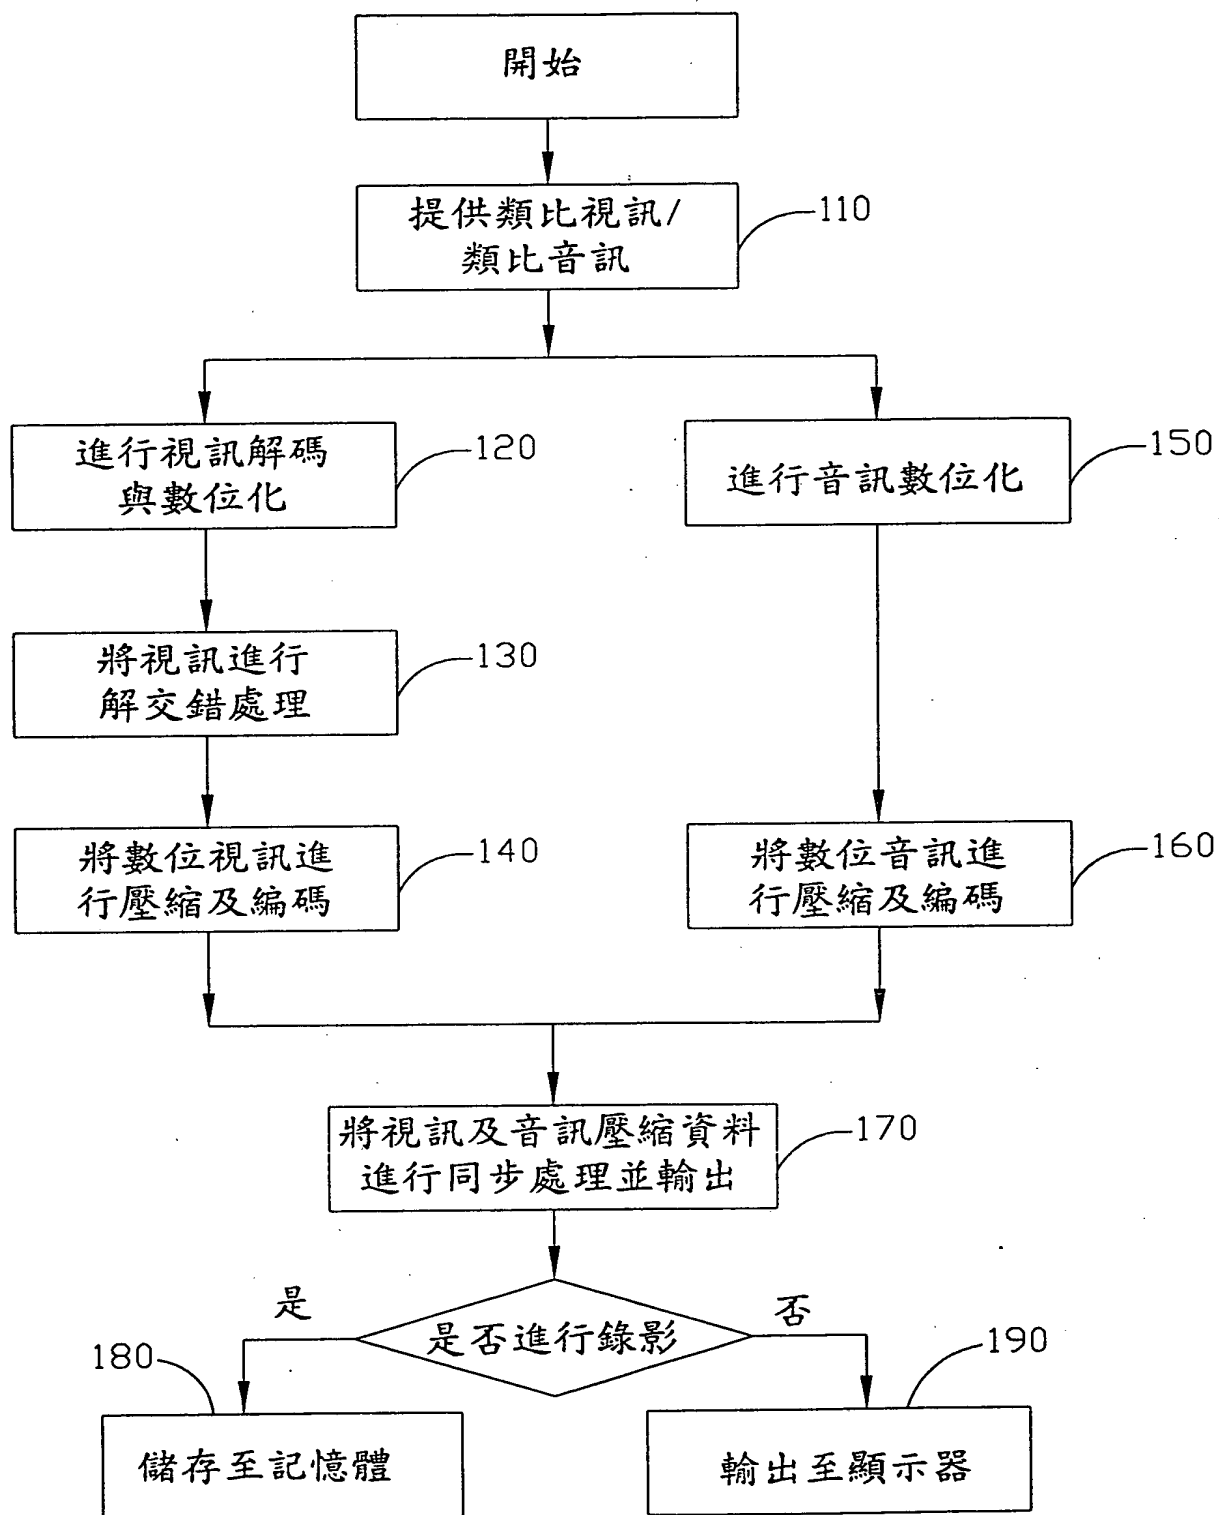 開始
提供類比視訊/
類比音訊
110
進行視訊解碼
與數位化
120
進行音訊數位化
150
將視訊進行
解交錯處理
130
將數位視訊進
行壓縮及編碼
140
將數位音訊進
行壓縮及編碼
160
將視訊及音訊壓縮資料
進行同步處理並輸出
170
是
是否進行錄影
否
180
190
儲存至記憶體
輸出至顯示器